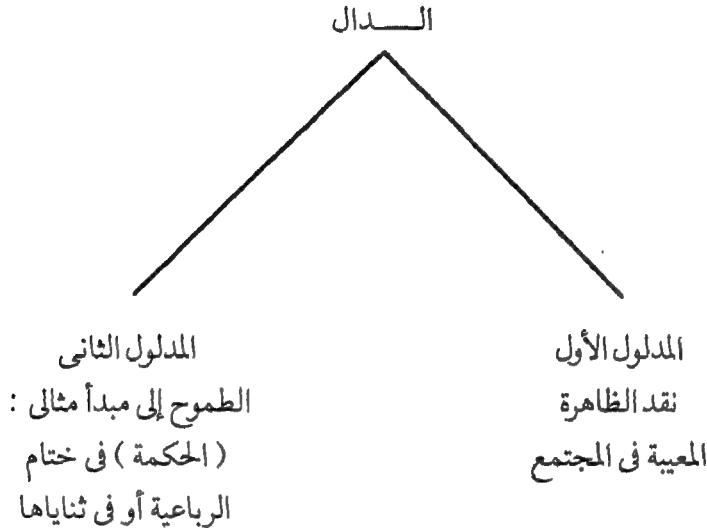 الـــدال
المدلول الأول
نقد الظاهرة
المعيبة فى المجتمع
المدلول الثانى
الطموح إلى مبدأ مثالى :
( الحكمة ) فى ختام
الرباعية أو فى ثناياها